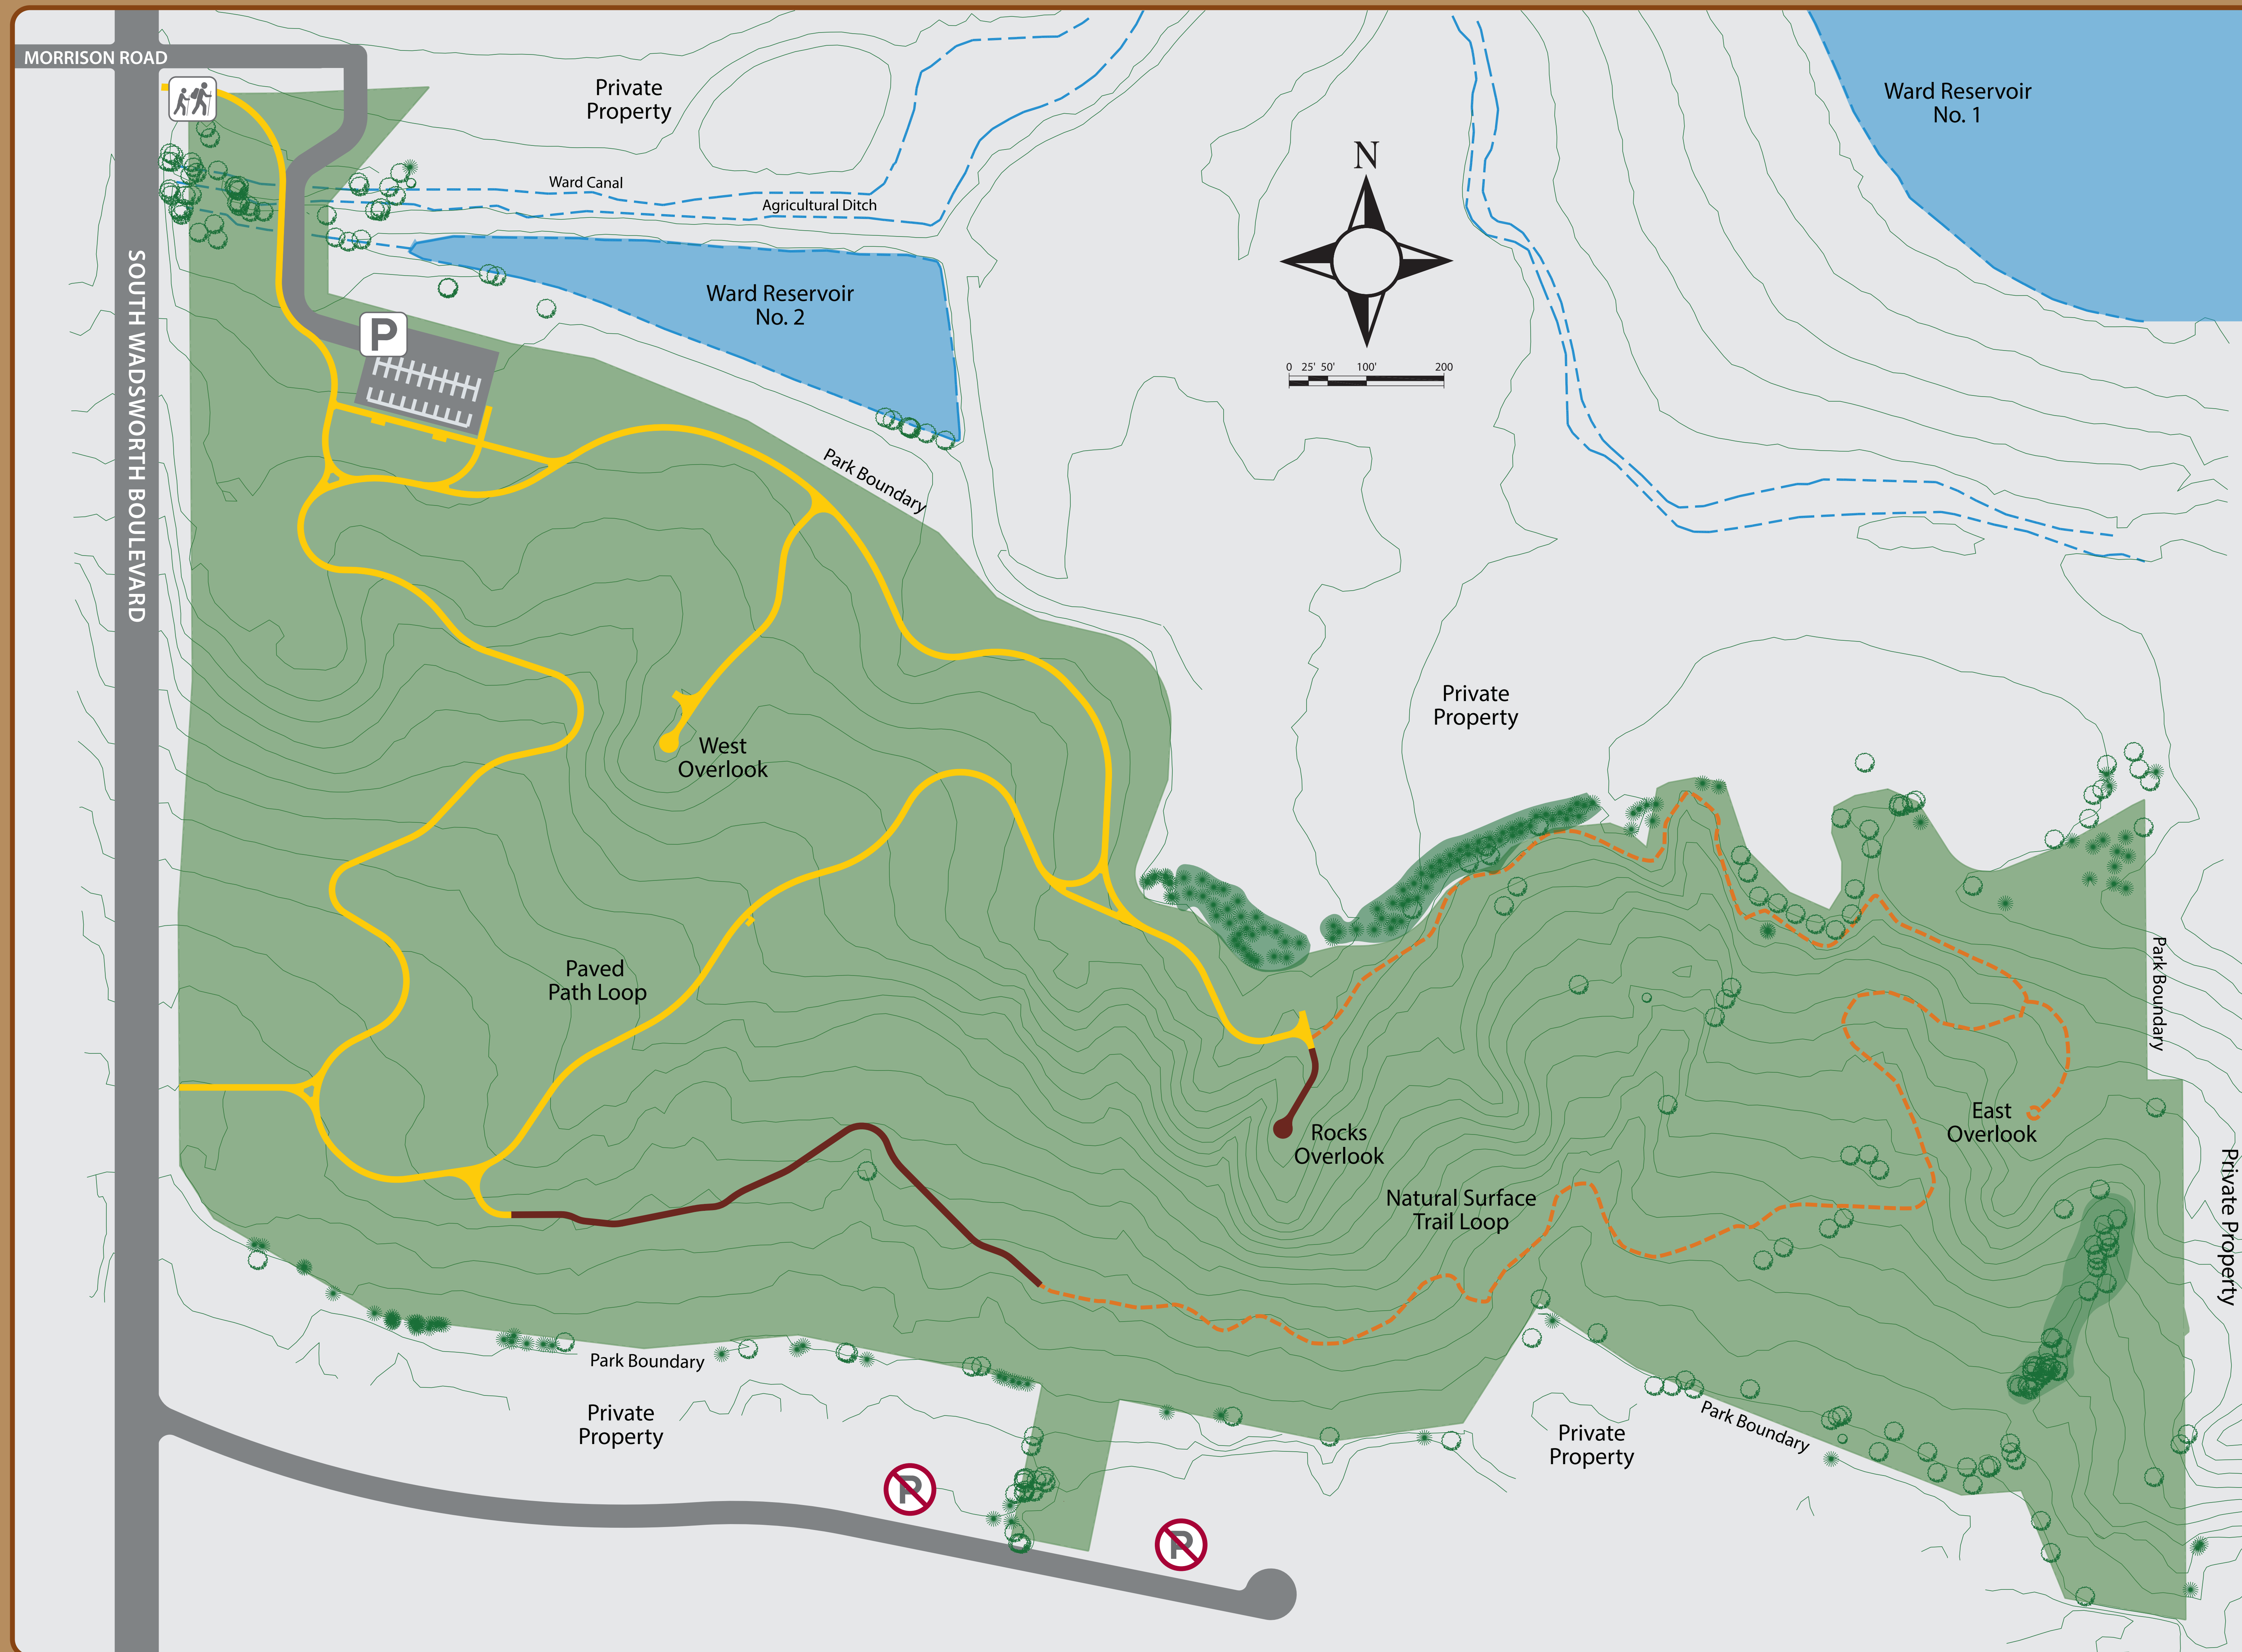 MORRISON ROAD
Private
Property
Ward Reservoir
No. 1
N
Ward Canal
Agricultural Ditch
SOUTH WADSWORTH BOULEVARD
Ward Reservoir
No. 2
P
0 25' 50' 100' 200
Park Boundary
Private
Property
West
Overlook
Paved
Path Loop
Park Boundary
East
Overlook
Rocks
Overlook
Natural Surface
Trail Loop
Private Property
Park Boundary
Private
Property
Park Boundary
Private
Property
P
P